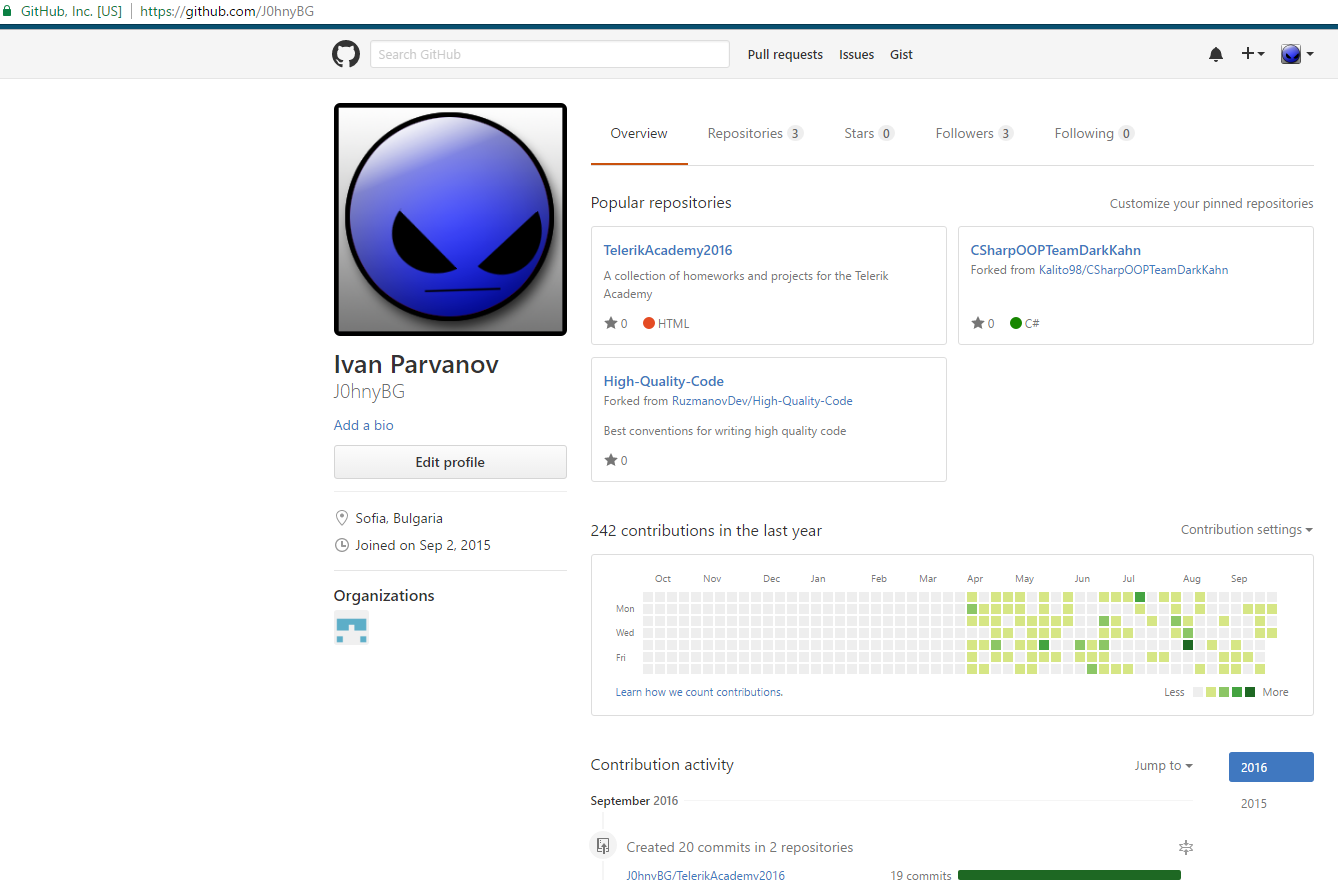 GitHub, Inc. [US] https://github.com/J0hnyBG
Search GitHub Pull requests Issues Gist
Overview Repositories 3 Stars 0 Followers 3 Following 0
Ivan Parvanov
J0hnyBG
Add a bio
Edit profile
Sofia, Bulgaria
Joined on Sep 2, 2015
Organizations
Popular repositories Customize your pinned repositories
TelerikAcademy2016
A collection of homeworks and projects for the Telerik
Academy
0 HTML
CSharpOOPTeamDarkKahn
Forked from Kalito98/CSharpOOPTeamDarkKahn
0 C#
High-Quality-Code
Forked from RuzmanovDev/High-Quality-Code
Best conventions for writing high quality code
0
242 contributions in the last year Contribution settings
Oct Nov Dec Jan Feb Mar Apr May Jun Jul Aug Sep
Mon
Wed
Fri
Learn how we count contributions. Less More
Contribution activity Jump to 2016
2015
September 2016
Created 20 commits in 2 repositories
J0hnyBG/TelerikAcademy2016 19 commits